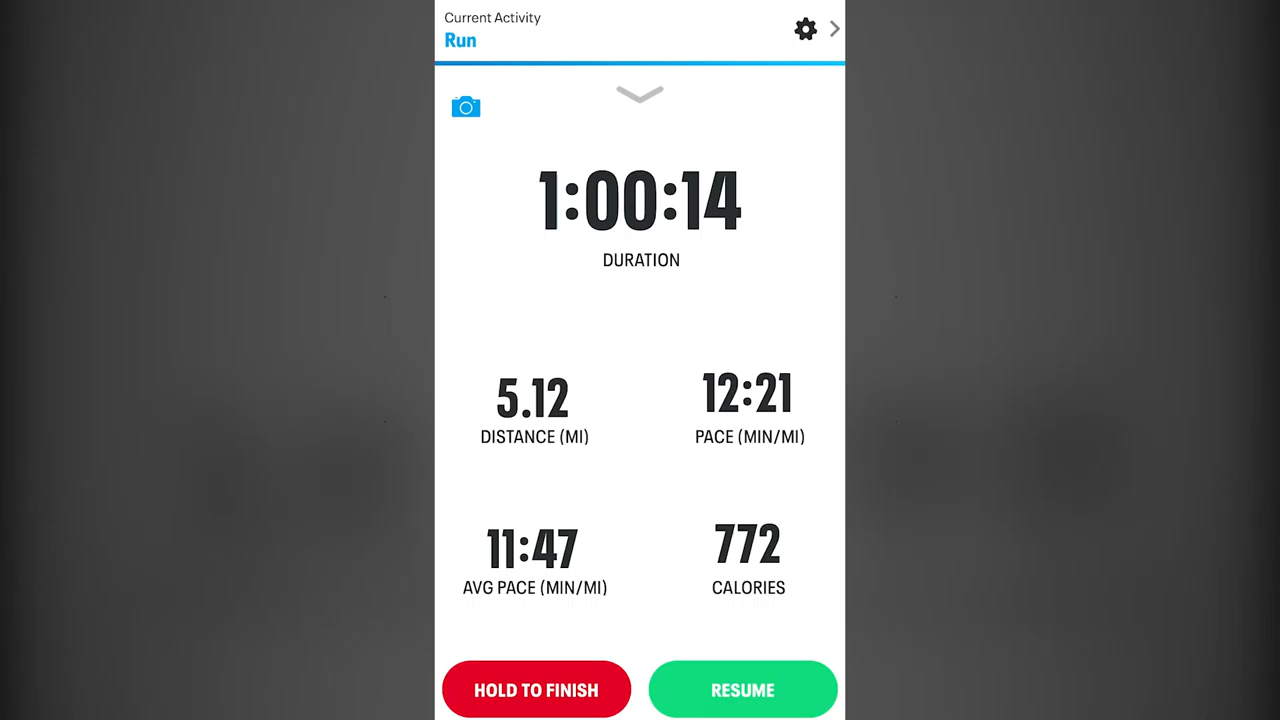 Current Activity
Run
1:00:14
DURATION
5.12
DISTANCE (MI)
12:21
PACE (MIN/MI)
11:47
AVG PACE (MIN/MI)
772
CALORIES
HOLD TO FINISH
RESUME